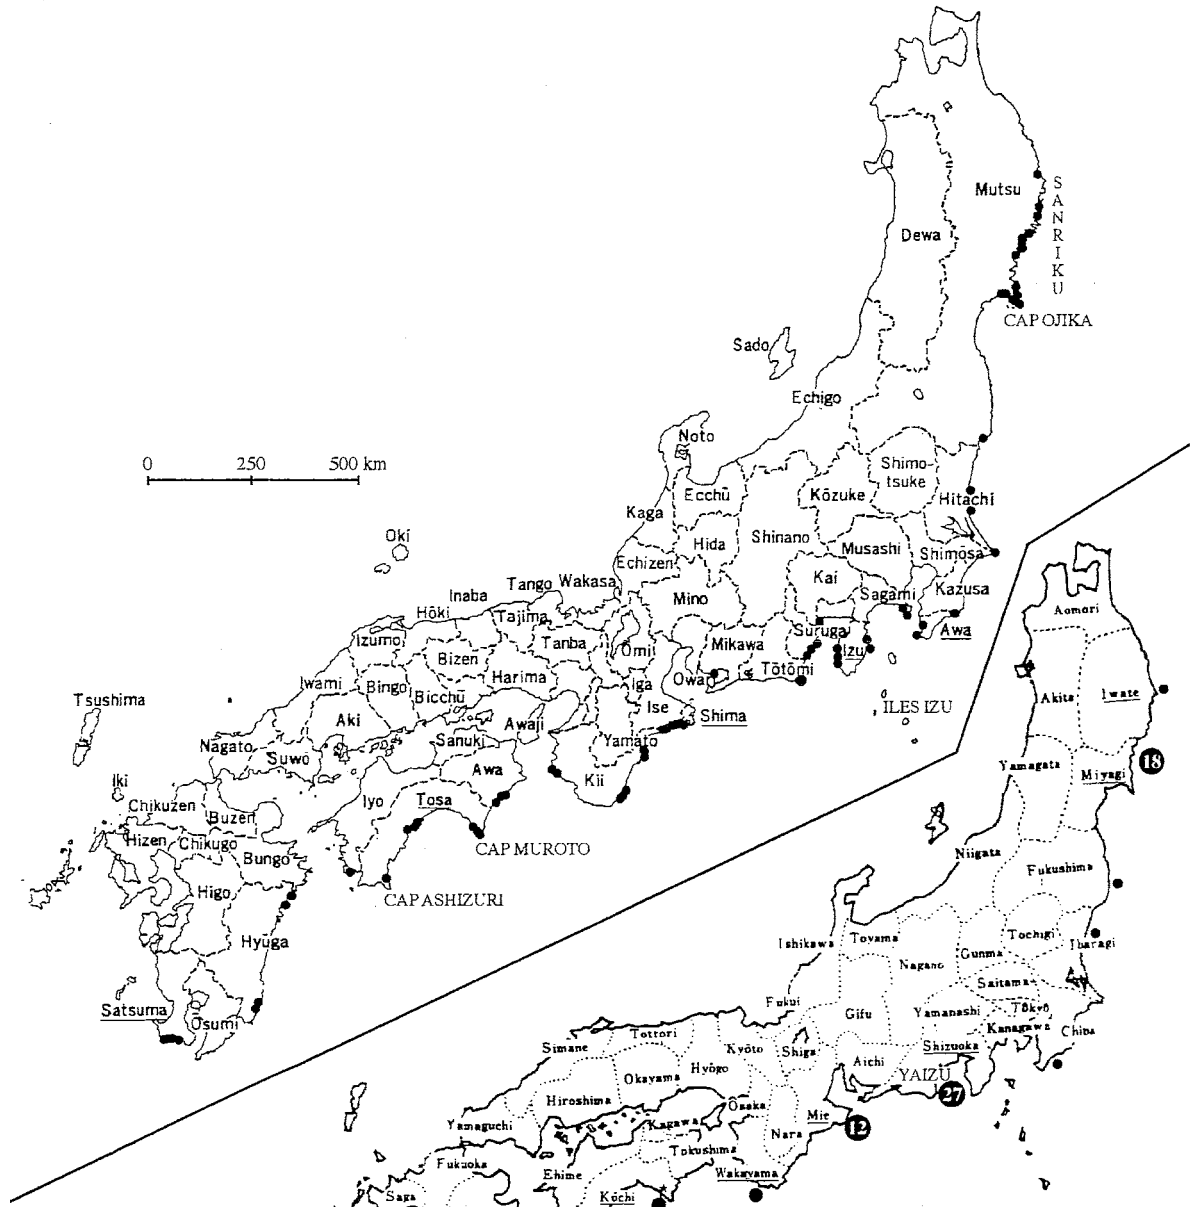 Mutsu
SANRIKU
Dewa
CAP OJIKA
Sado
Echigo
Noto
0 250 500 km
Shimo-
tsuke
Ecchū
Kōzuke
Hitachi
Kaga
Oki
Hida
Shinano
Musashi
Shimosa
Echizen
Kai
Tango
Wakasa
Inaba
Mino
Sagami
Kazusa
Hōki
Tajima
Izumo
Tanba
Ōmi
Mikawa
Suruga
Awa
Bizen
Izu
Harima
Owa
Tōtōmi
Iwami
Bingo
Bicchū
Iga
Tsushima
Aki
Awaji
Ise
Shima
ILES IZU
Nagato
Suwo
Sanuki
Yamato
Awa
Kii
Iki
Chikuzen
Iyo
Tosa
Buzen
Hizen
Chikugo
Bungo
CAP MUROTO
Higo
CAP ASHIZURI
Hyūga
Satsuma
Osumi
Aomori
Akita
Iwate
Yamagata
Miyagi
18
Niigata
Fukushima
Ishikawa
Toyama
Tochigi
Gunma
Ibaragi
Nagano
Saitama
Fukui
Gifu
Yamanashi
Tōkyō
Kanagawa
Chiba
Simane
Tottori
Kyōto
Shiga
Shizuoka
Aichi
Okayama
Hyōgo
YAIZU
27
Hiroshima
Ōsaka
Mie
12
Yamaguchi
Kagawa
Nara
Tokushima
Fukuoka
Ehime
Wakayama
Saga
Kōchi